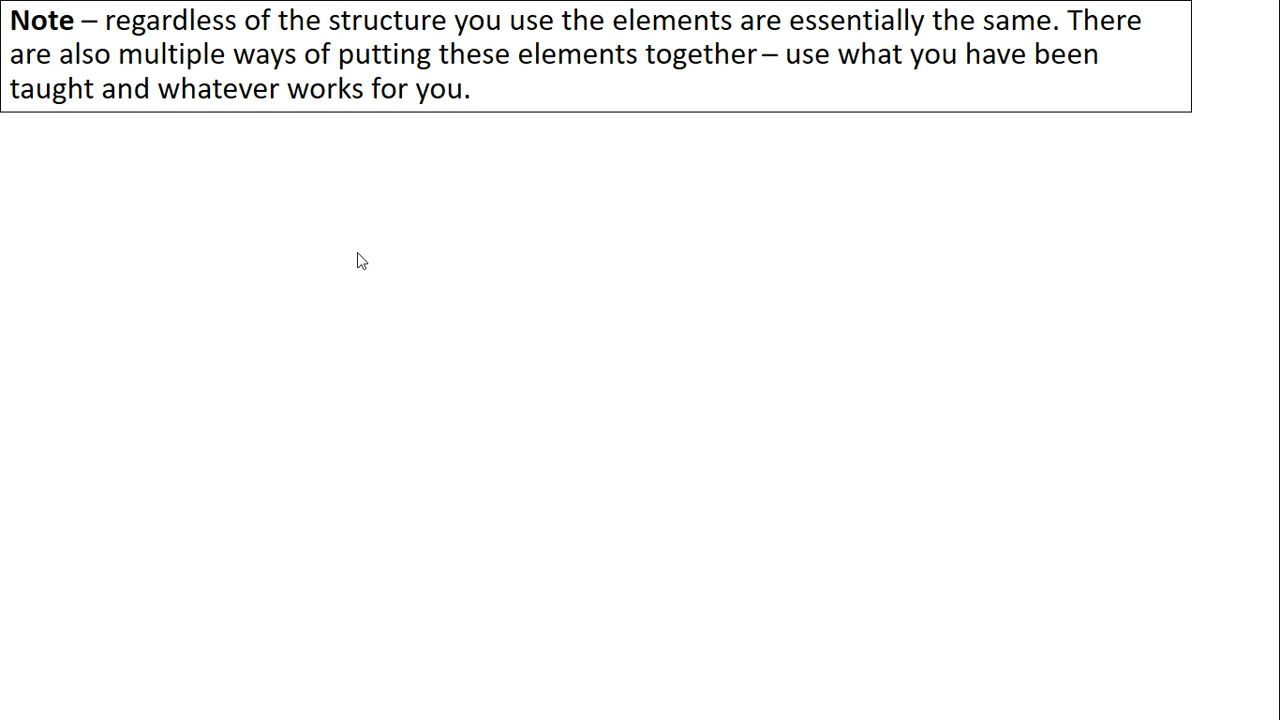 Note – regardless of the structure you use the elements are essentially the same. There
are also multiple ways of putting these elements together – use what you have been
taught and whatever works for you.